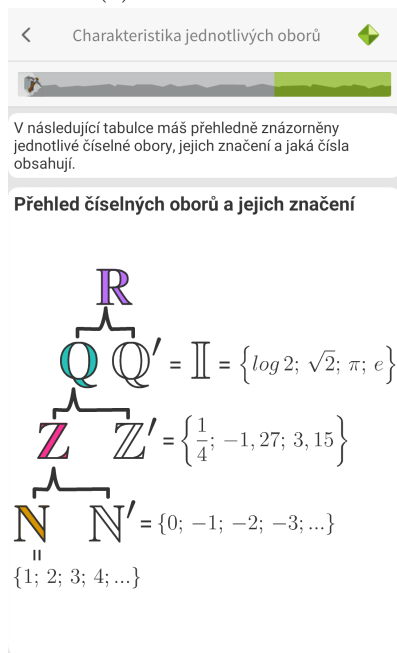 Charakteristika jednotlivých oborů
V následující tabulce máš přehledně znázorněny
jednotlivé číselné obory, jejich značení a jaká čísla
obsahují.
Přehled číselných oborů a jejich značení
ℝ
ℚ ℚ′ = 𝕀 = {log 2; √2; π; e}
ℤ ℤ′ = {1/4; −1,27; 3,15}
ℕ ℕ′ = {0; −1; −2; −3; ...}
=
{1; 2; 3; 4; ...}